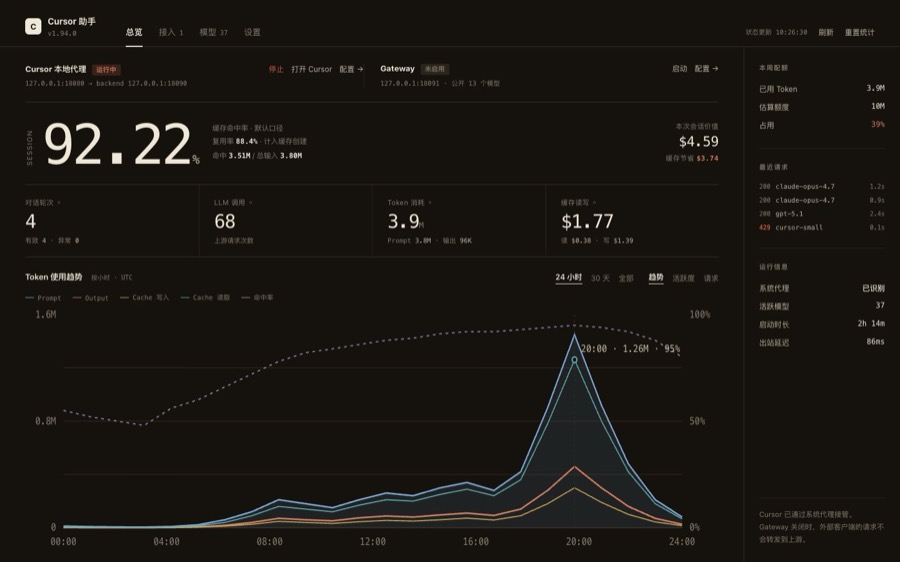 C
Cursor 助手
v1.94.0
总览 接入 1 模型 37 设置
状态更新 10:26:30 刷新 重置统计
Cursor 本地代理 运行中
停止 打开 Cursor 配置 →
127.0.0.1:18080 → backend 127.0.0.1:18090
Gateway 未启用
启动 配置 →
127.0.0.1:18091 · 公开 13 个模型
SESSION
92.22%
缓存命中率 · 默认口径
复用率 88.4% · 计入缓存创建
命中 3.51M / 总输入 3.80M
本次会话价值
$4.59
缓存节省 $3.74
对话轮次
4
有效 4 · 异常 0
LLM 调用
68
上游请求次数
Token 消耗
3.9M
Prompt 3.8M · 输出 96K
缓存读写
$1.77
读 $0.38 · 写 $1.39
Token 使用趋势 按小时 · UTC
24 小时 30 天 全部 趋势 活跃度 请求
Prompt Output Cache 写入 Cache 读取 命中率
1.6M
0.8M
0
100%
50%
0%
20:00 · 1.26M · 95%
00:00 04:00 08:00 12:00 16:00 20:00 24:00
本周配额
已用 Token 3.9M
估算额度 10M
占用 39%
最近请求
200 claude-opus-4.7 1.2s
200 claude-opus-4.7 0.9s
200 gpt-5.1 2.4s
429 cursor-small 0.1s
运行信息
系统代理 已识别
活跃模型 37
启动时长 2h 14m
出站延迟 86ms
Cursor 已通过系统代理接管。
Gateway 关闭时，外部客户端的请求不
会转发到上游。